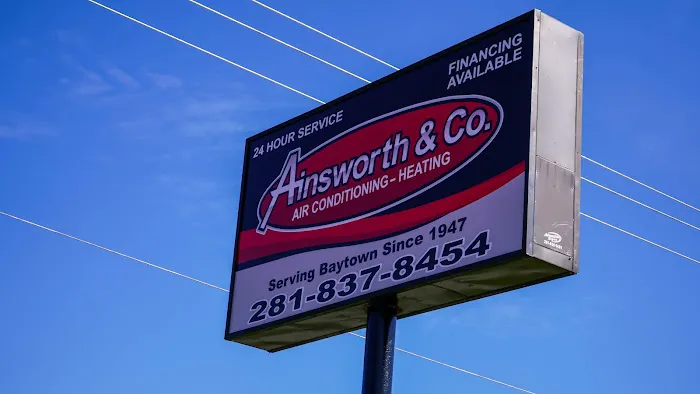 24 HOUR SERVICE
FINANCING
AVAILABLE
Ainsworth & Co.
AIR CONDITIONING - HEATING
Serving Baytown Since 1947
281-837-8454